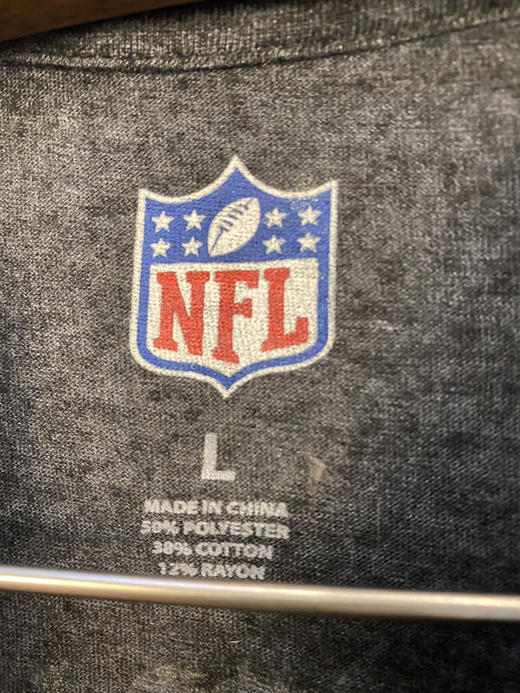 NFL
L
MADE IN CHINA
50% POLYESTER
38% COTTON
12% RAYON